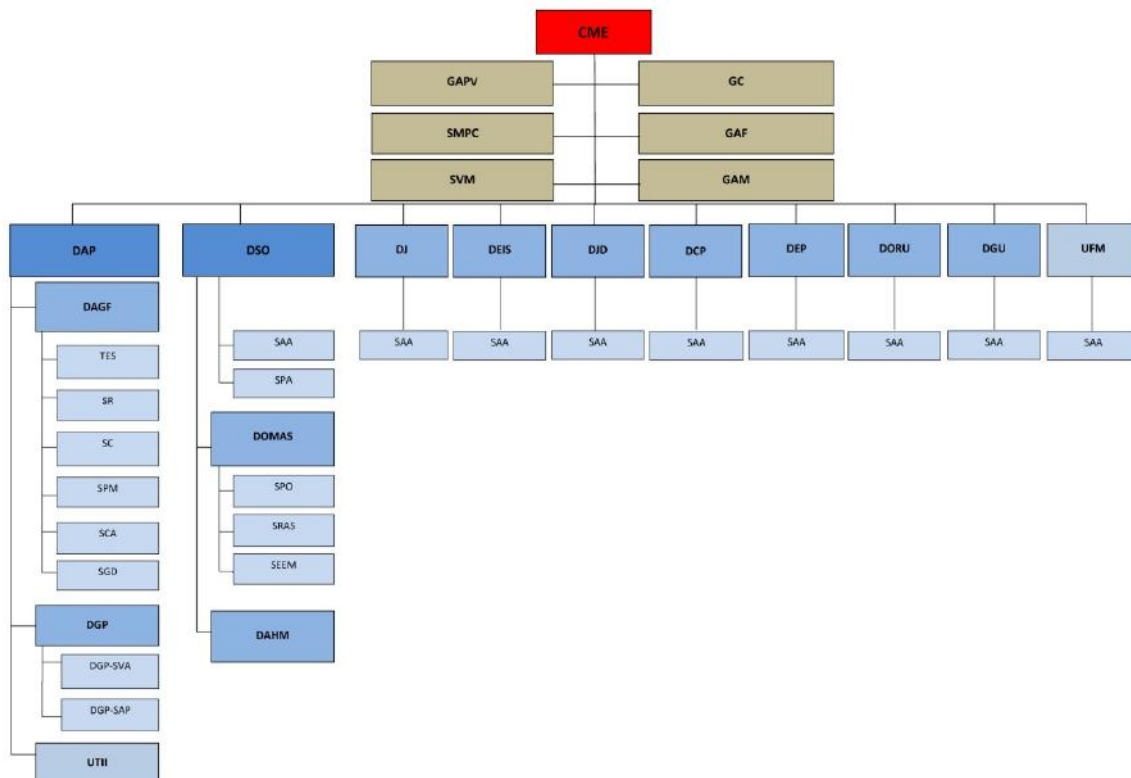 CME
GAPV
GC
SMPC
GAF
SVM
GAM
DAP
DSO
DJ
DEIS
DJD
DCP
DEP
DORU
DGU
UFM
DAGF
TES
SR
SC
SPM
SCA
SGD
DGP
DGP-SVA
DGP-SAP
UTII
SAA
SPA
DOMAS
SPO
SRAS
SEEM
DAHM
SAA
SAA
SAA
SAA
SAA
SAA
SAA
SAA